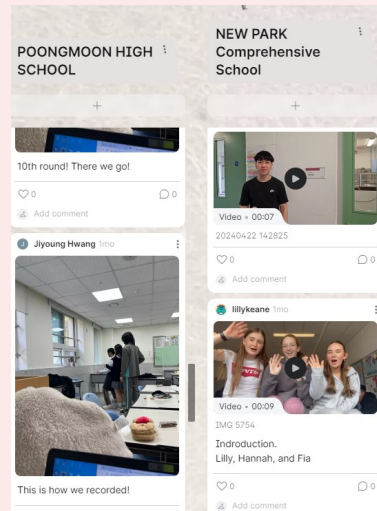 POONGMOON HIGH
SCHOOL
10th round! There we go!
0
0
Add comment
J
Jiyoung Hwang 1mo
This is how we recorded!
NEW PARK
Comprehensive
School
Video • 00:07
20240422 142825
0
0
Add comment
lillykeane 1mo
Video • 00:09
IMG 5754
Indroduction.
Lilly, Hannah, and Fia
0
0
Add comment